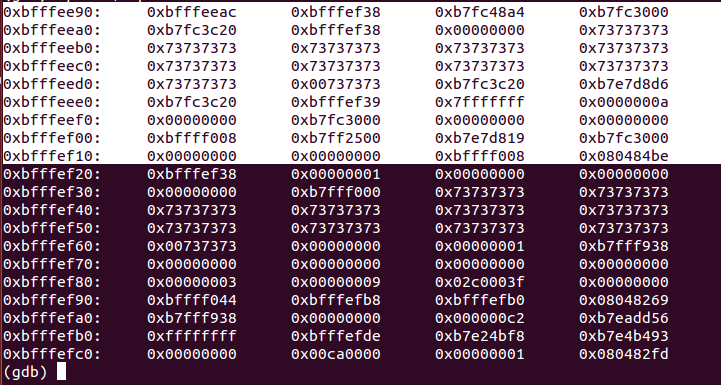 0xbfffee90: 0xbfffeeac 0xbfffef38 0xb7fc48a4 0xb7fc3000
0xbfffeea0: 0xb7fc3c20 0xbfffef38 0x00000000 0x73737373
0xbfffeeb0: 0x73737373 0x73737373 0x73737373 0x73737373
0xbfffeec0: 0x73737373 0x73737373 0x73737373 0x73737373
0xbfffeed0: 0x73737373 0x00737373 0xb7fc3c20 0xb7e7d8d6
0xbfffeee0: 0xb7fc3c20 0xbfffef39 0x7fffffff 0x0000000a
0xbfffeef0: 0x00000000 0xb7fc3000 0x00000000 0x00000000
0xbfffef00: 0xbffff008 0xb7ff2500 0xb7e7d819 0xb7fc3000
0xbfffef10: 0x00000000 0x00000000 0xbffff008 0x080484be
0xbfffef20: 0xbfffef38 0x00000001 0x00000000 0x00000000
0xbfffef30: 0x00000000 0xb7fff000 0x73737373 0x73737373
0xbfffef40: 0x73737373 0x73737373 0x73737373 0x73737373
0xbfffef50: 0x73737373 0x73737373 0x73737373 0x73737373
0xbfffef60: 0x00737373 0x00000000 0x00000001 0xb7fff938
0xbfffef70: 0x00000000 0x00000000 0x00000000 0x00000000
0xbfffef80: 0x00000003 0x00000009 0x02c0003f 0x00000000
0xbfffef90: 0xbffff044 0xbfffefb8 0xbfffefb0 0x08048269
0xbfffefa0: 0xb7fff938 0x00000000 0x000000c2 0xb7eadd56
0xbfffefb0: 0xffffffff 0xbfffefde 0xb7e24bf8 0xb7e4b493
0xbfffefc0: 0x00000000 0x00ca0000 0x00000001 0x080482fd
(gdb)